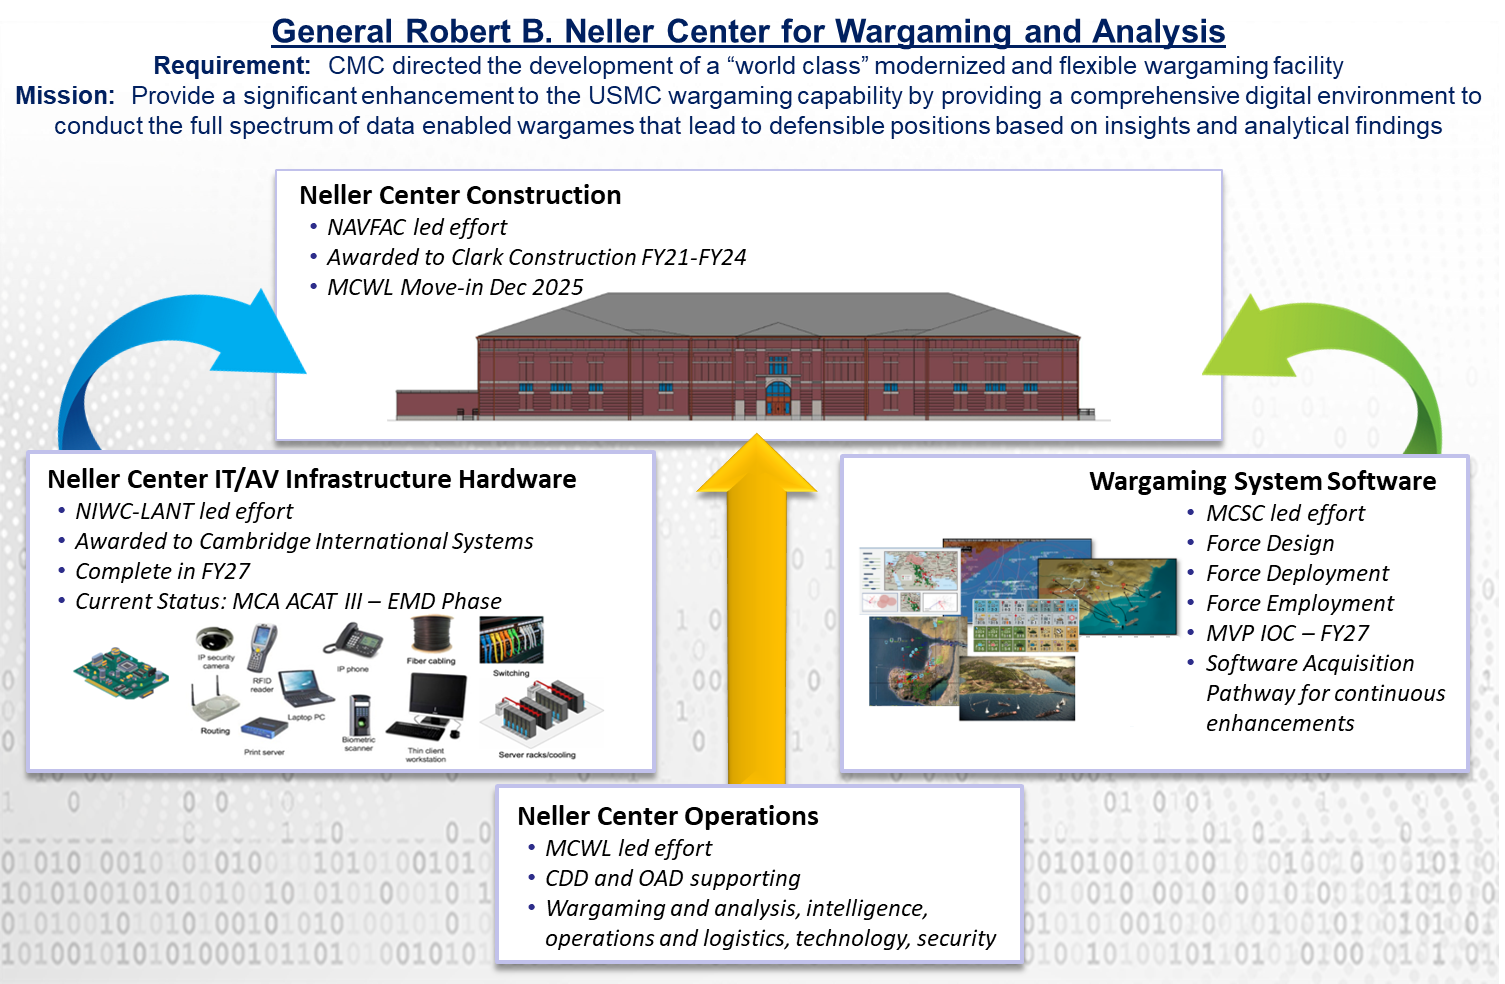 General Robert B. Neller Center for Wargaming and Analysis
Requirement: CMC directed the development of a “world class” modernized and flexible wargaming facility
Mission: Provide a significant enhancement to the USMC wargaming capability by providing a comprehensive digital environment to
conduct the full spectrum of data enabled wargames that lead to defensible positions based on insights and analytical findings
Neller Center Construction
• NAVFAC led effort
• Awarded to Clark Construction FY21-FY24
• MCWL Move-in Dec 2025
Neller Center IT/AV Infrastructure Hardware
• NIWC-LANT led effort
• Awarded to Cambridge International Systems
• Complete in FY27
• Current Status: MCA ACAT III – EMD Phase
IP security
camera
RFID
reader
IP phone
Fiber cabling
Switching
Routing
Laptop PC
Print server
Biometric
scanner
Thin client
workstation
Server racks/cooling
Wargaming System Software
• MCSC led effort
• Force Design
• Force Deployment
• Force Employment
• MVP IOC – FY27
• Software Acquisition
Pathway for continuous
enhancements
Neller Center Operations
• MCWL led effort
• CDD and OAD supporting
• Wargaming and analysis, intelligence,
operations and logistics, technology, security